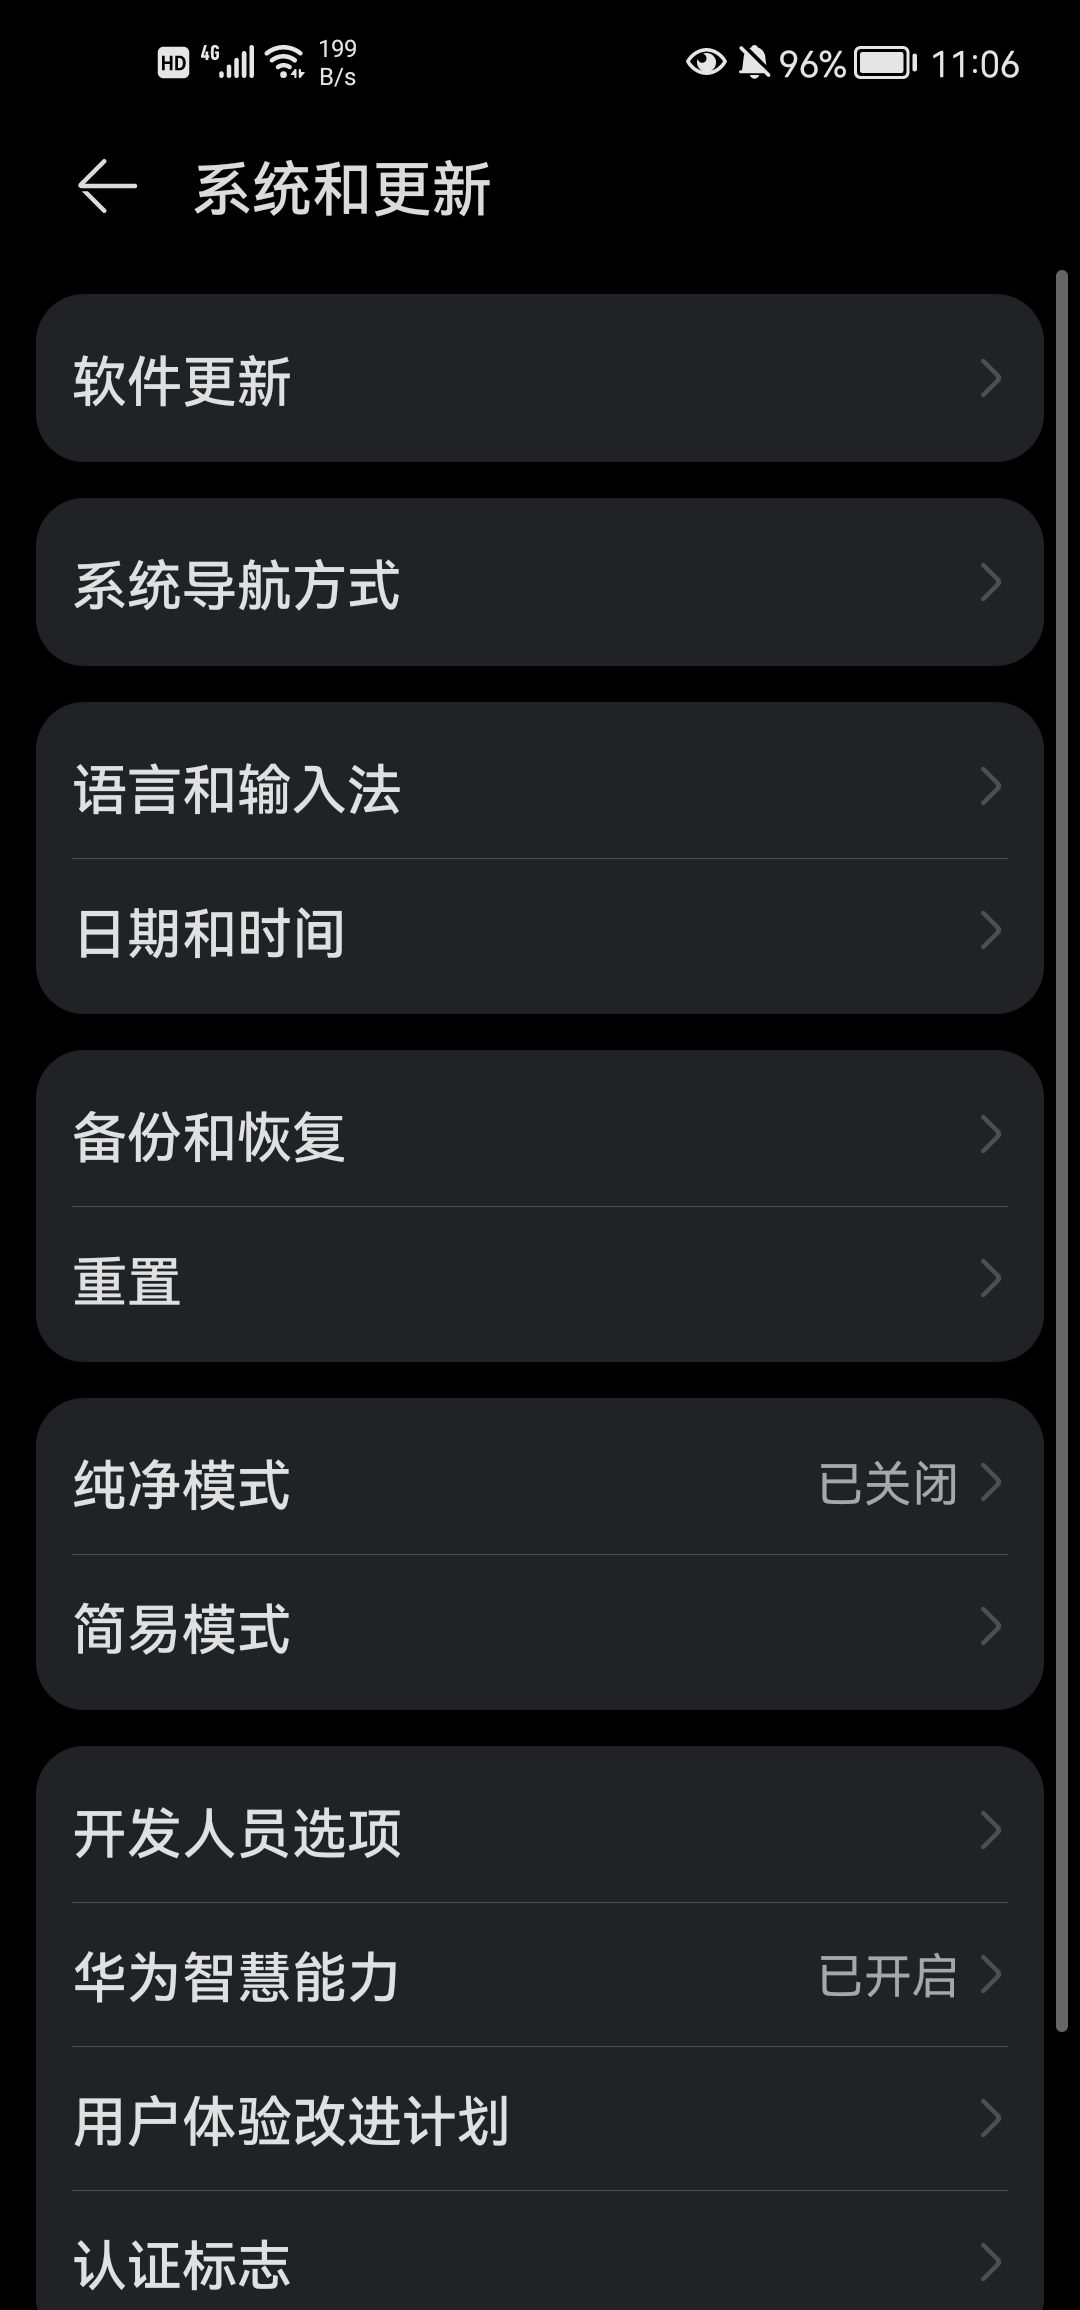 HD 4G 199 B/s 96% 11:06
系统和更新
软件更新
系统导航方式
语言和输入法
日期和时间
备份和恢复
重置
纯净模式 已关闭
简易模式
开发人员选项
华为智慧能力 已开启
用户体验改进计划
认证标志